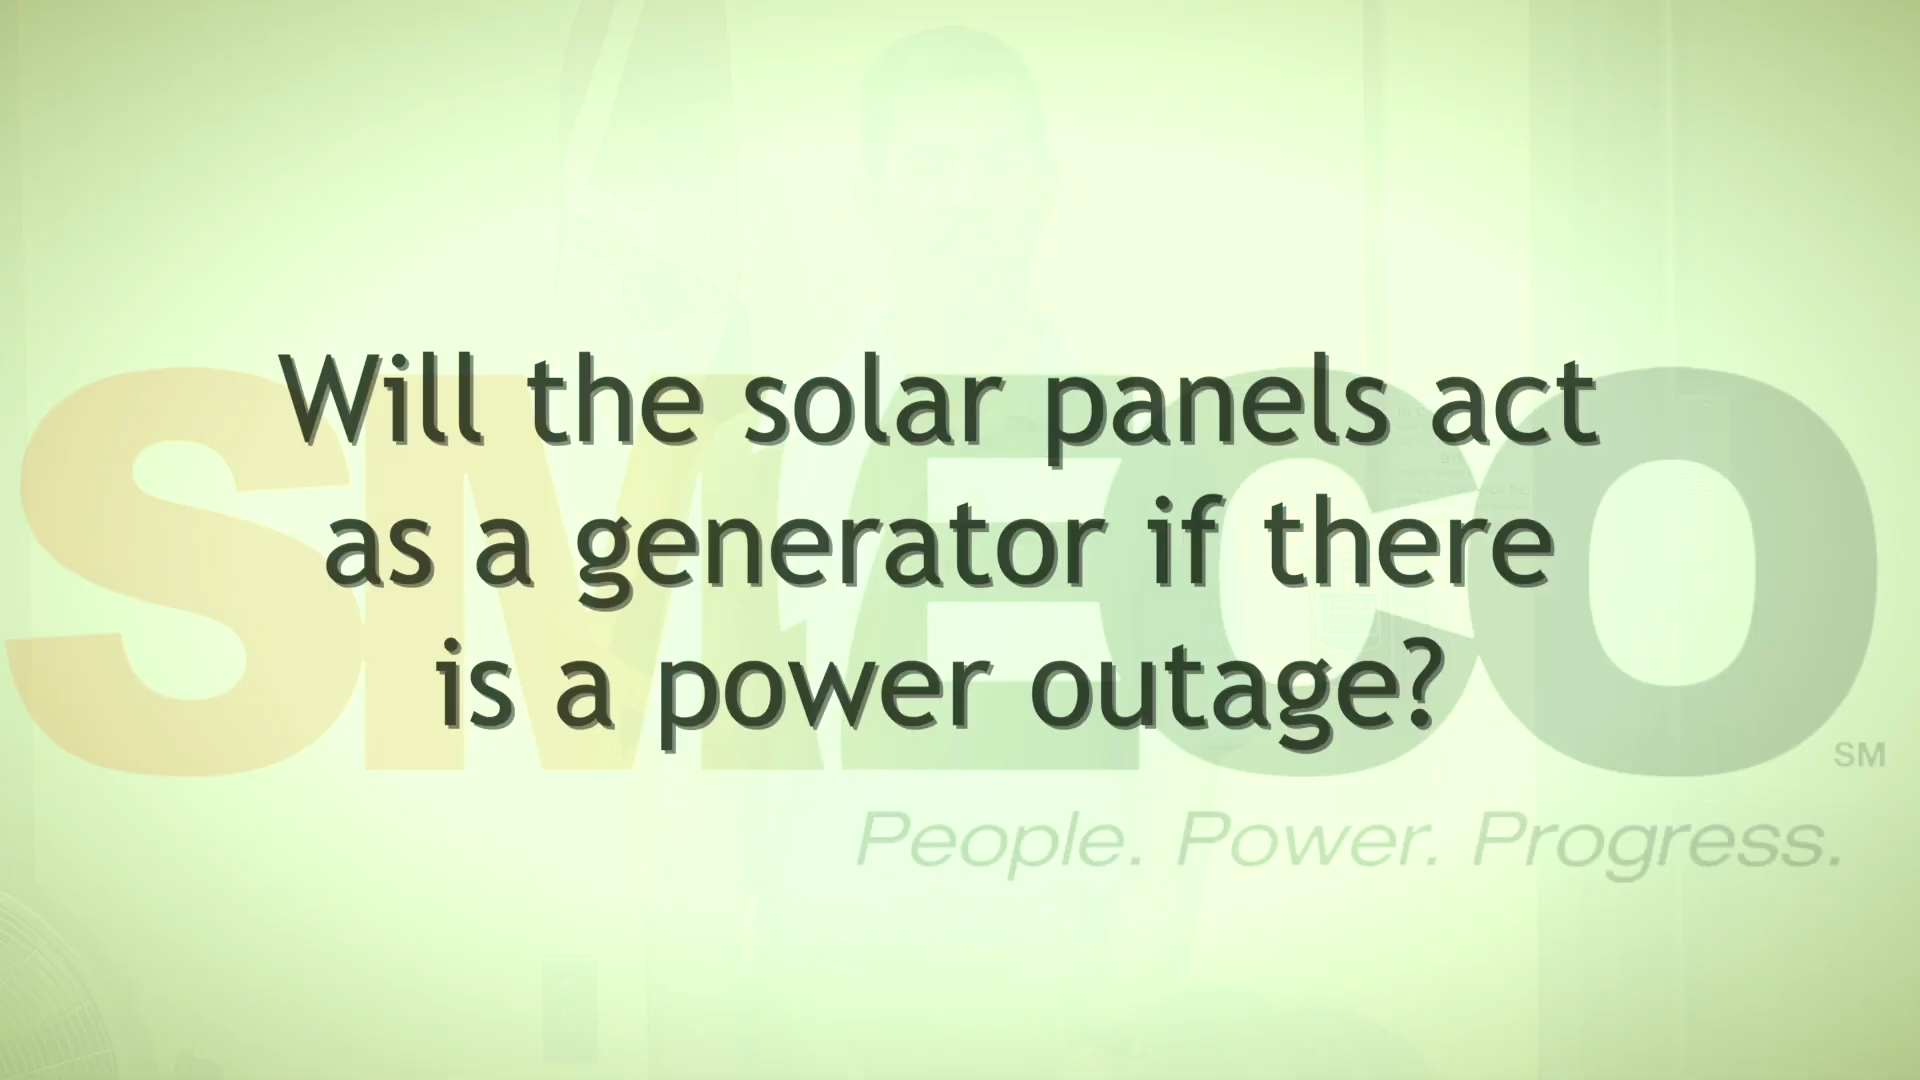 Will the solar panels act
as a generator if there
is a power outage?
SMECO
SM
People. Power. Progress.